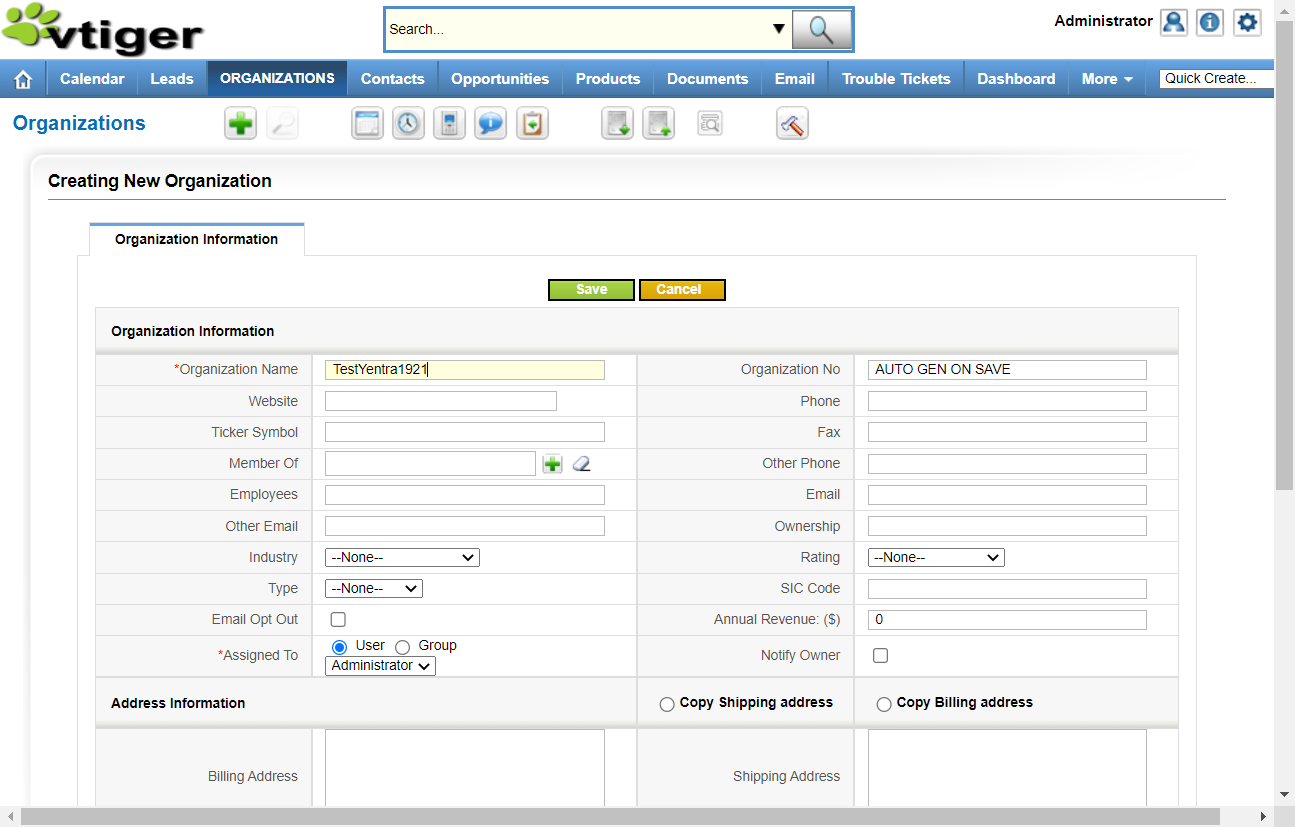 vtiger
Search...
Administrator
Calendar Leads ORGANIZATIONS Contacts Opportunities Products Documents Email Trouble Tickets Dashboard More Quick Create...
Organizations
Creating New Organization
Organization Information
Save Cancel
Organization Information
*Organization Name TestYentra1921 Organization No AUTO GEN ON SAVE
Website Phone
Ticker Symbol Fax
Member Of Other Phone
Employees Email
Other Email Ownership
Industry --None-- Rating --None--
Type --None-- SIC Code
Email Opt Out Annual Revenue: ($) 0
*Assigned To User Group Notify Owner
Administrator
Address Information Copy Shipping address Copy Billing address
Billing Address Shipping Address